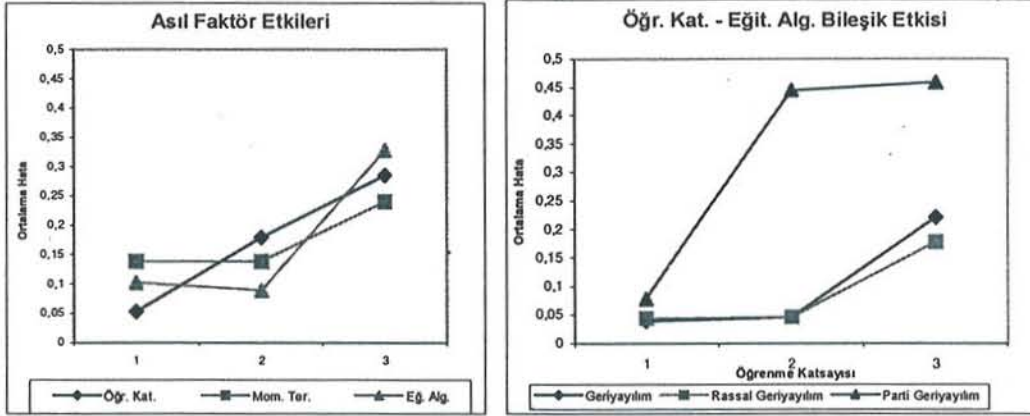 Asıl Faktör Etkileri
0,5
0,45
0,4
0,35
0,3
0,25
0,2
0,15
0,1
0,05
0
Ortalama Hata
1 2 3
Öğr. Kat. Mom. Ter. Eğ. Alg.
Öğr. Kat. - Eğit. Alg. Bileşik Etkisi
0,5
0,45
0,4
0,35
0,3
0,25
0,2
0,15
0,1
0,05
0
Ortalama Hata
1 2 3
Öğrenme Katsayısı
Geriyayılım Rassal Geriyayılım Parti Geriyayılım